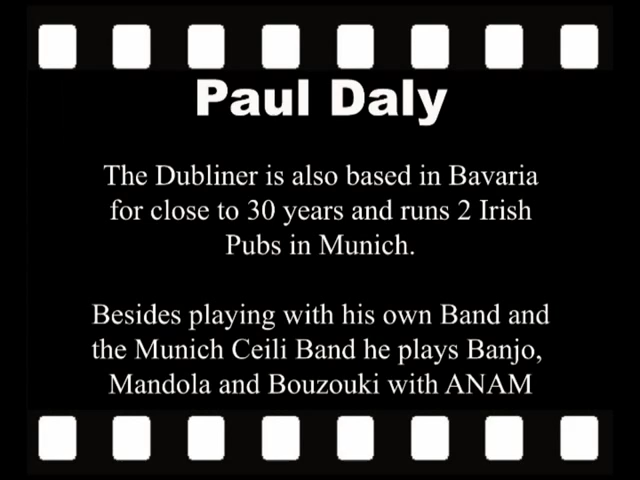 Paul Daly
The Dubliner is also based in Bavaria
for close to 30 years and runs 2 Irish
Pubs in Munich.
Besides playing with his own Band and
the Munich Ceili Band he plays Banjo,
Mandola and Bouzouki with ANAM